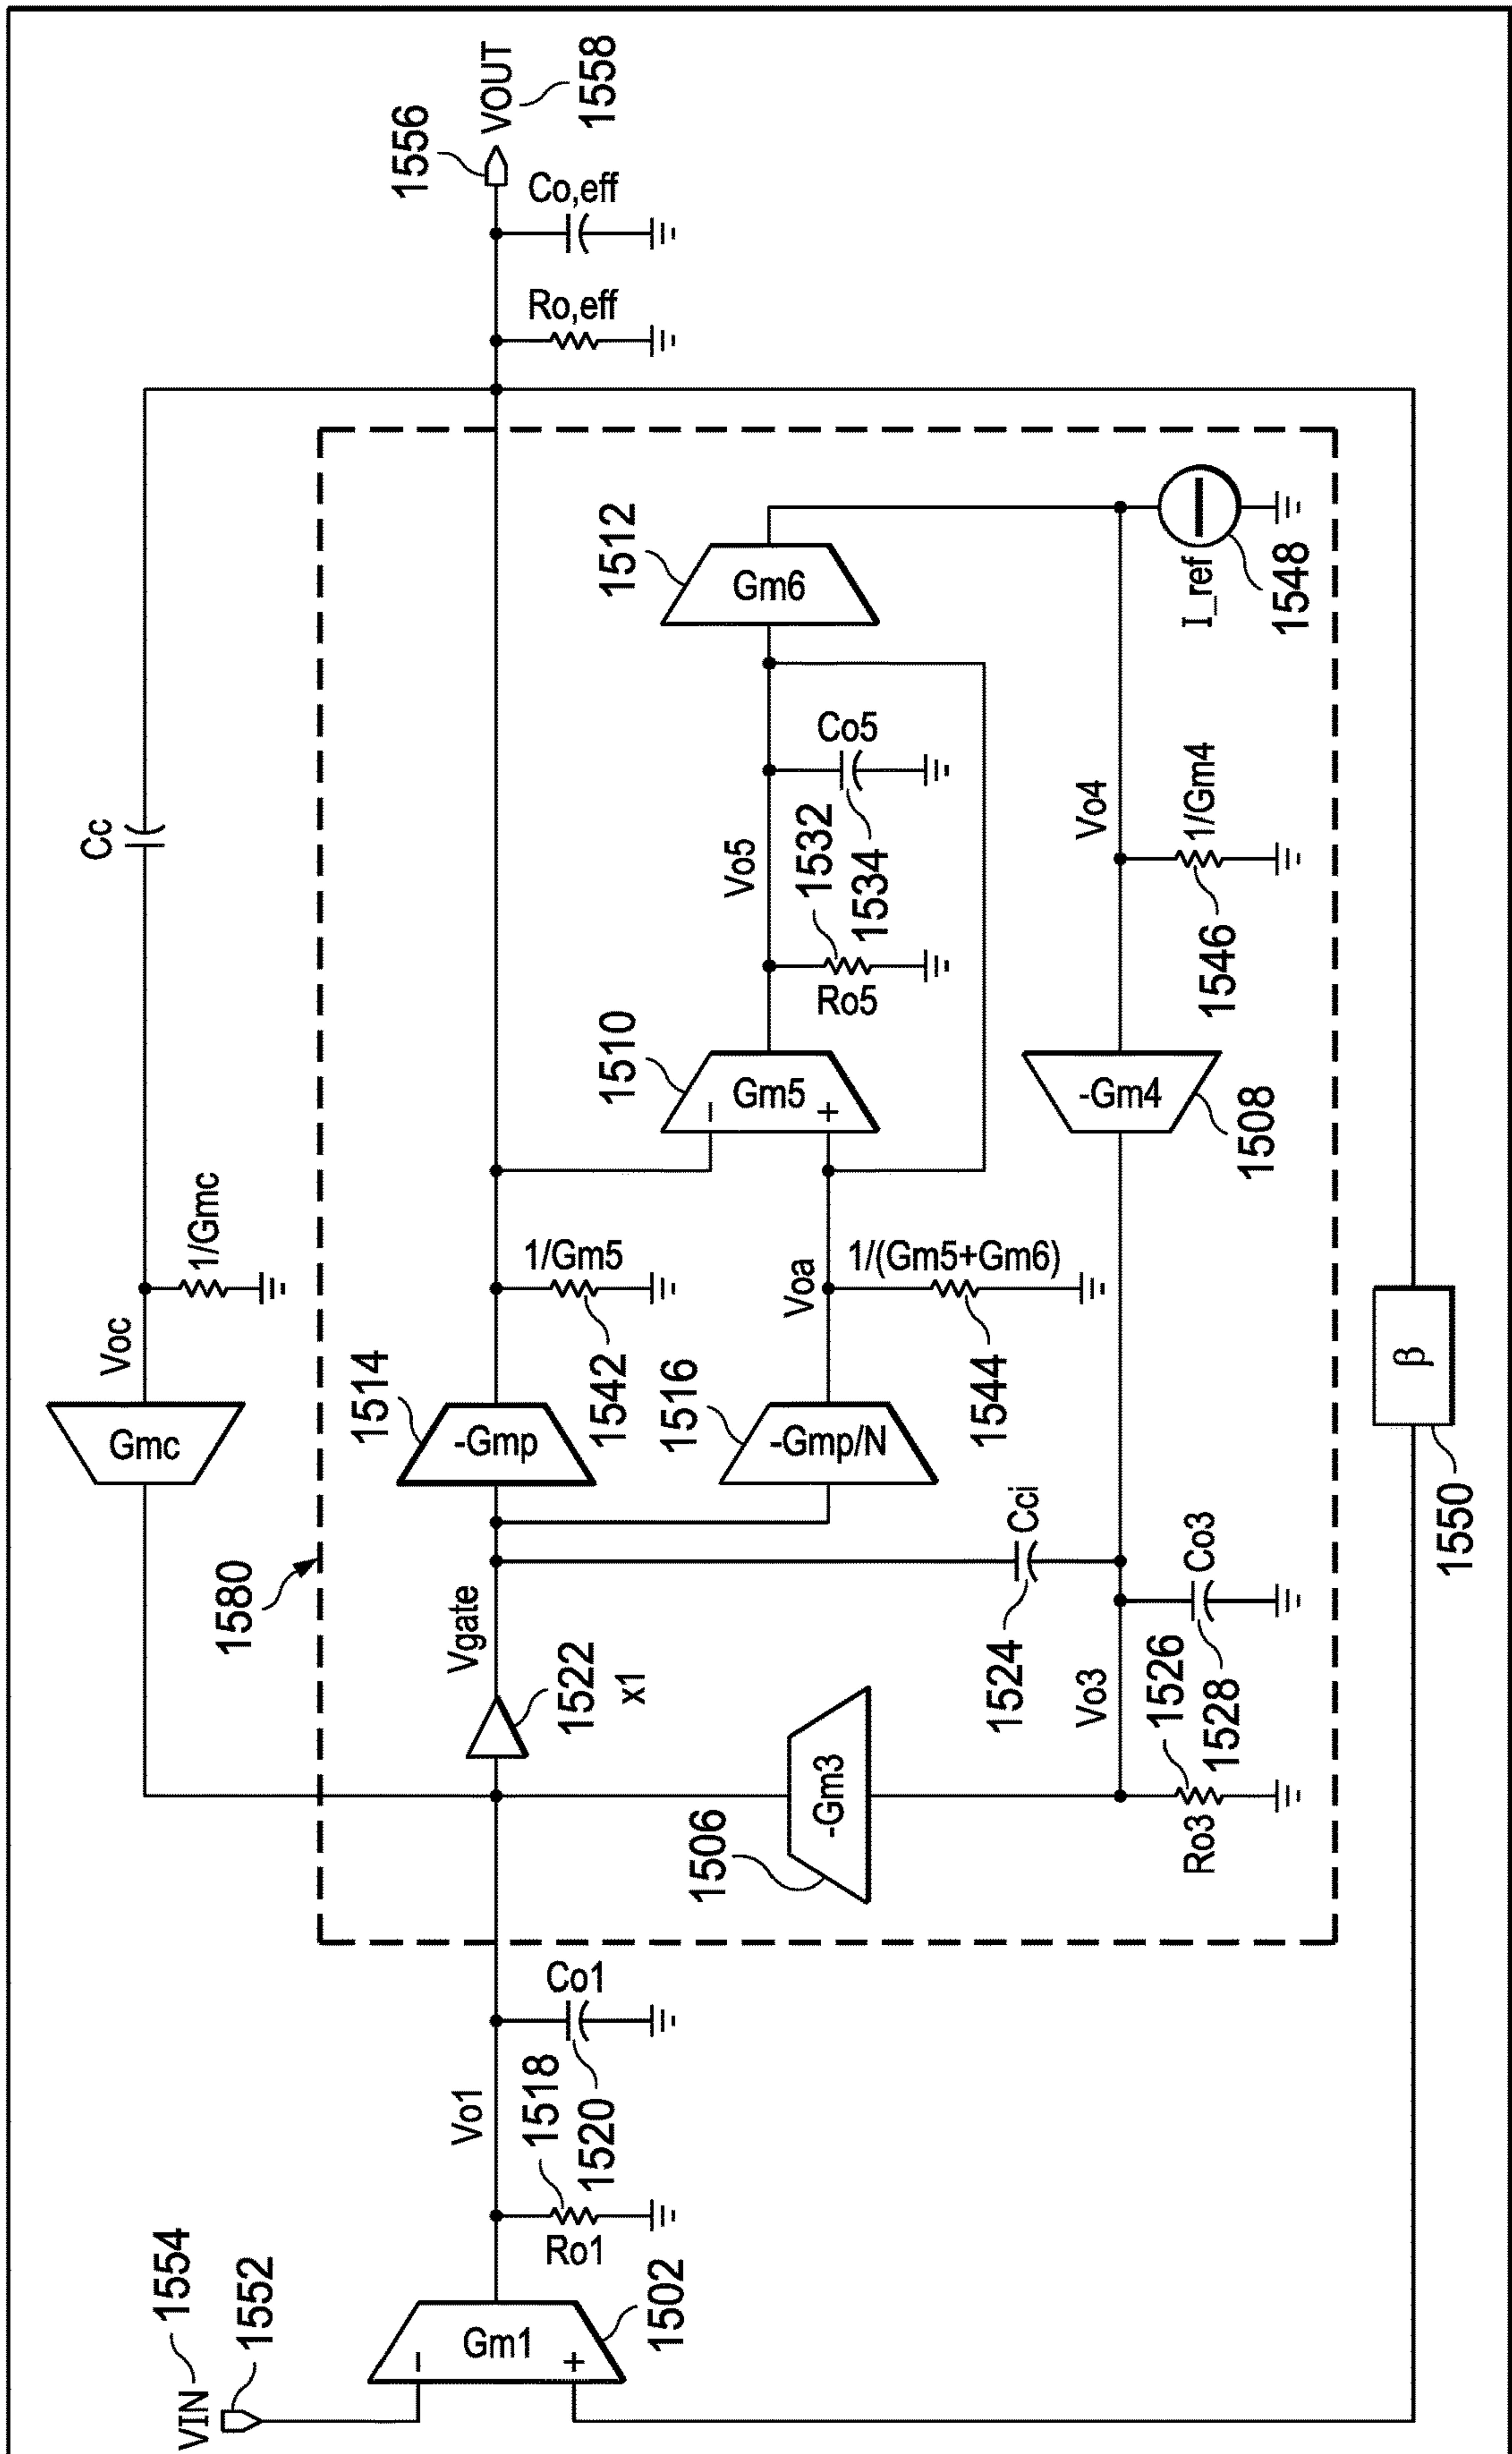 VIN
1554
1552
Gm1
-
+
1502
Vo1
Ro1
1518
1520
Co1
1580
Gmc
Voc
1/Gmc
Cc
1522
x1
Vgate
1514
-Gmp
1/Gm5
1542
1516
-Gmp/N
Voa
1/(Gm5+Gm6)
1544
1510
Gm5
-
+
Vo5
Ro5
1532
1534
Co5
1512
Gm6
1506
-Gm3
1524
Cci
Vo3
Ro3
1526
1528
Co3
-Gm4
1508
Vo4
1546
1/Gm4
I_ref
1548
β
1550
Ro,eff
Co,eff
1556
VOUT
1558